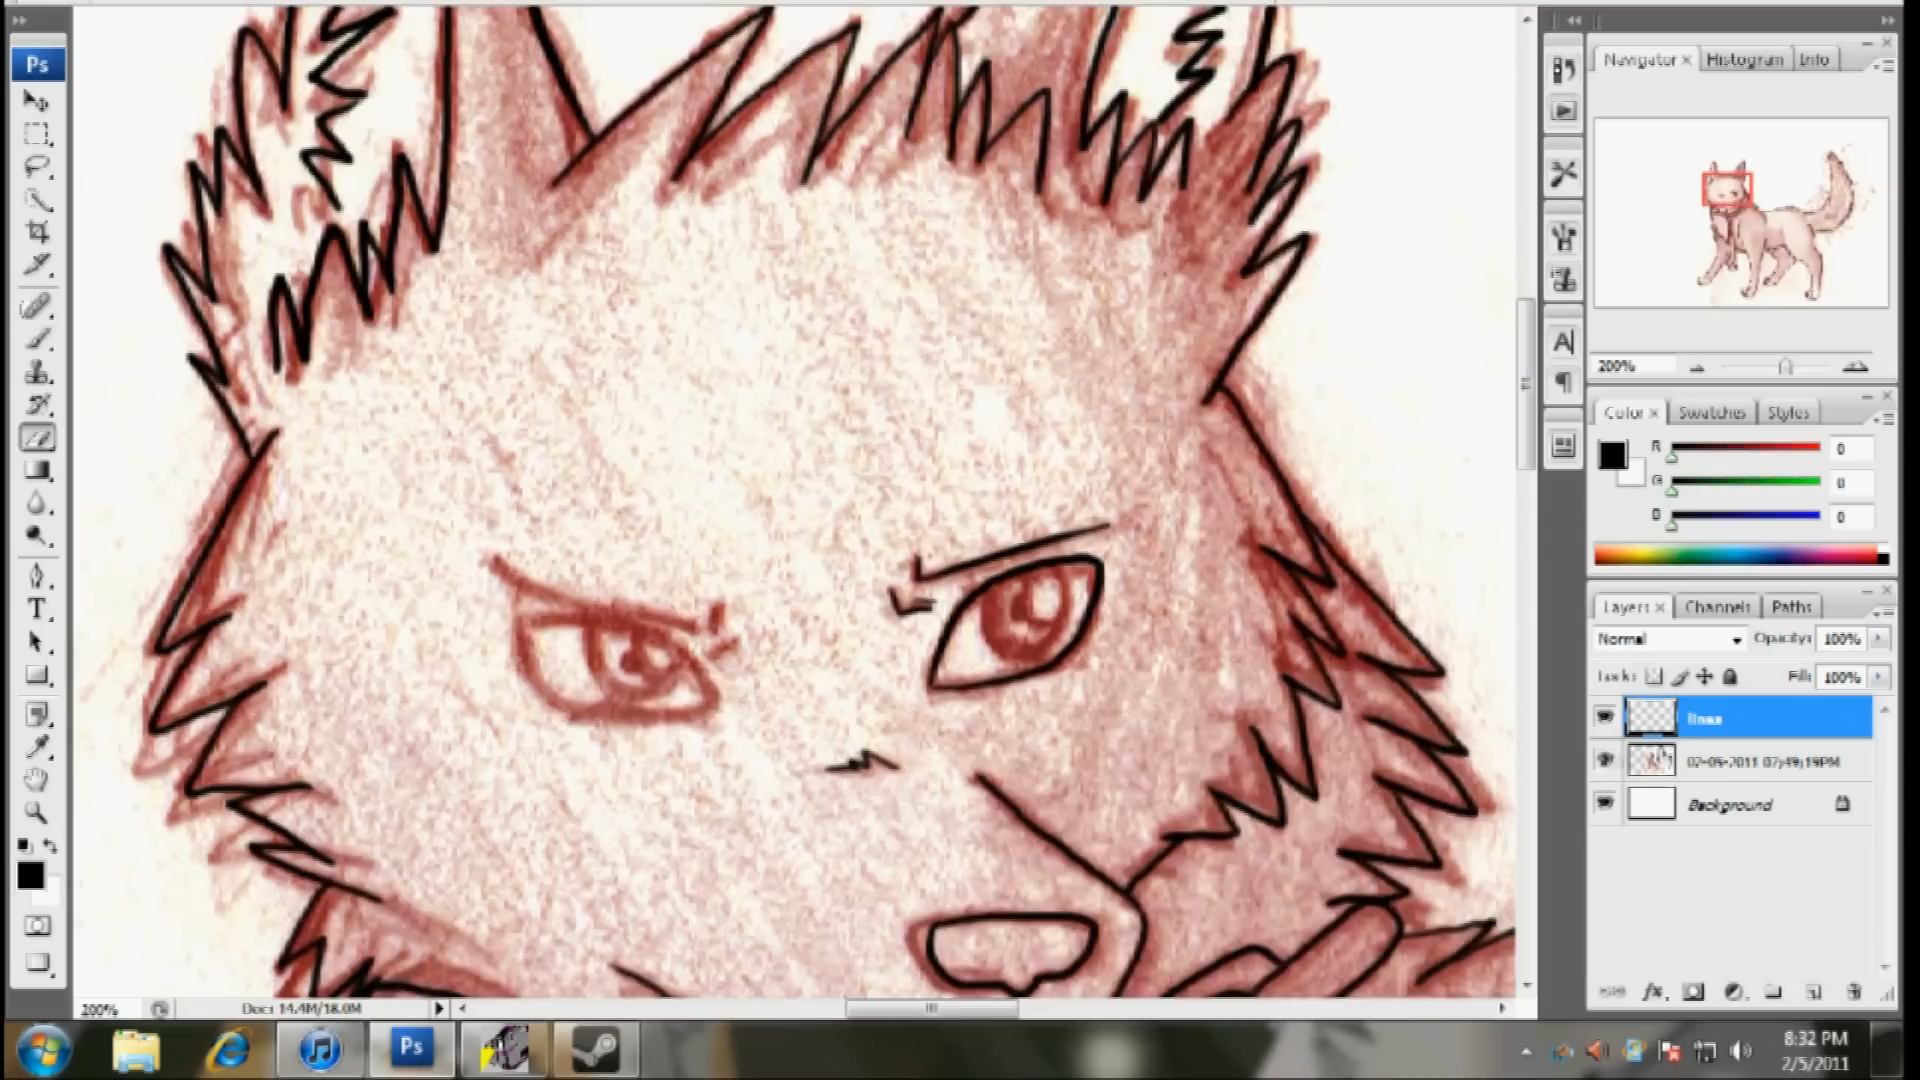 Ps
Navigator × Histogram Info
200%
Color × Swatches Styles
R 0
G 0
B 0
Layers × Channels Paths
Normal Opacity: 100%
Lock: Fill: 100%
lines
02-05-2011 07;49;19PM
Background
T
A
200% Doc: 14.4M/18.0M
fx
Ps
8:32 PM
2/5/2011